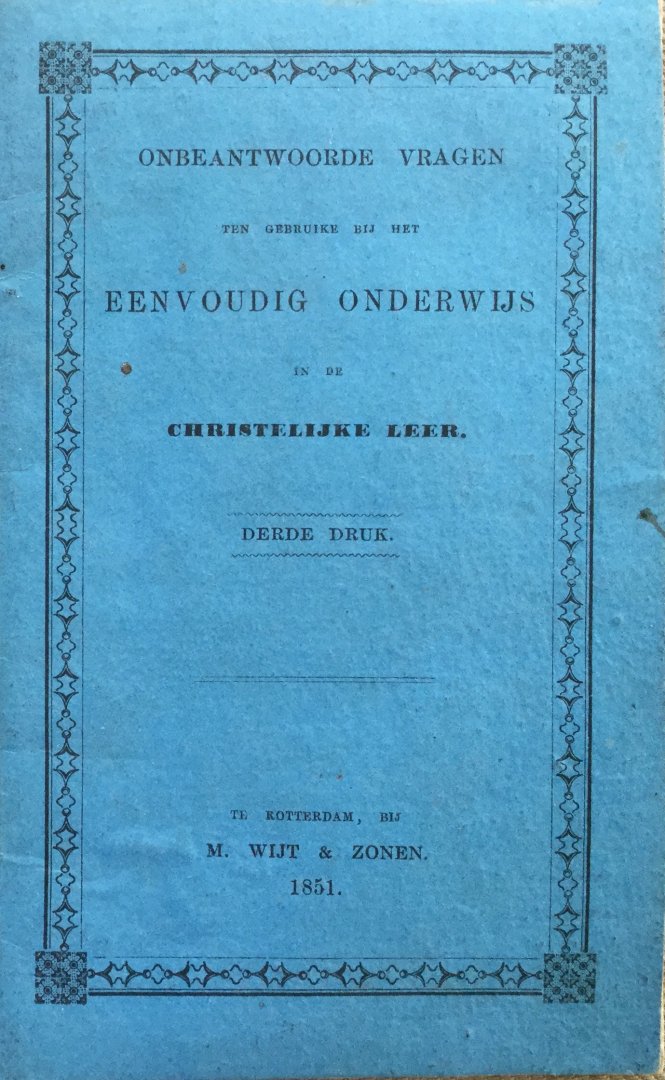 ONBEANTWOORDE VRAGEN
TEN GEBRUIKE BIJ HET
EENVOUDIG ONDERWIJS
IN DE
CHRISTELIJKE LEER.
DERDE DRUK.
TE ROTTERDAM, BIJ
M. WIJT & ZONEN.
1851.